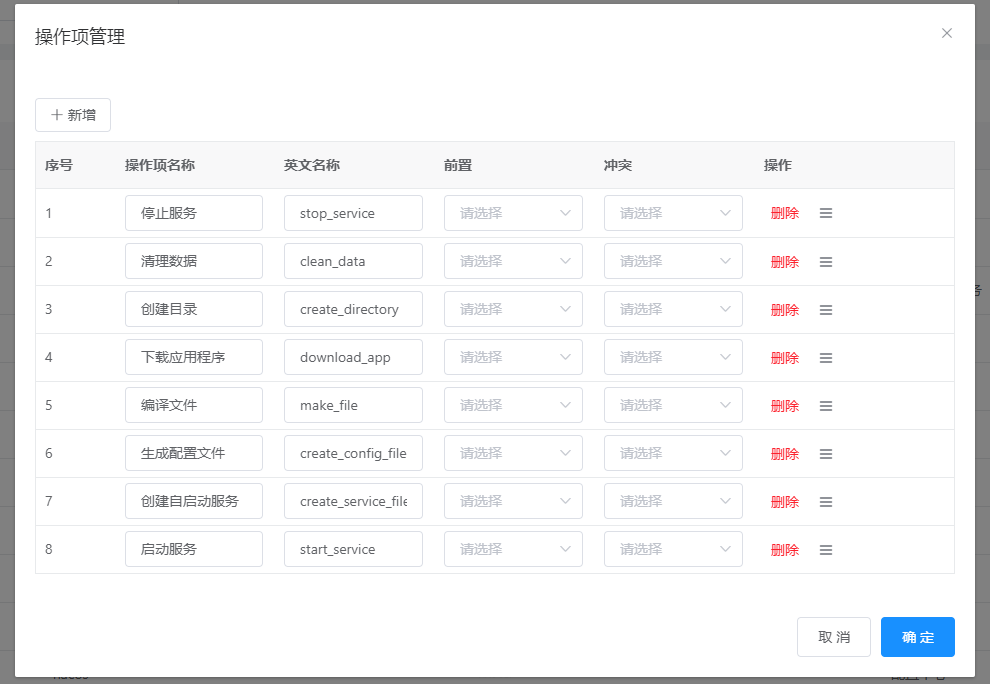 操作项管理
新增
序号 操作项名称 英文名称 前置 冲突 操作
1 停止服务 stop_service 请选择 请选择 删除
2 清理数据 clean_data 请选择 请选择 删除
3 创建目录 create_directory 请选择 请选择 删除
4 下载应用程序 download_app 请选择 请选择 删除
5 编译文件 make_file 请选择 请选择 删除
6 生成配置文件 create_config_file 请选择 请选择 删除
7 创建自启动服务 create_service_file 请选择 请选择 删除
8 启动服务 start_service 请选择 请选择 删除
取消 确定